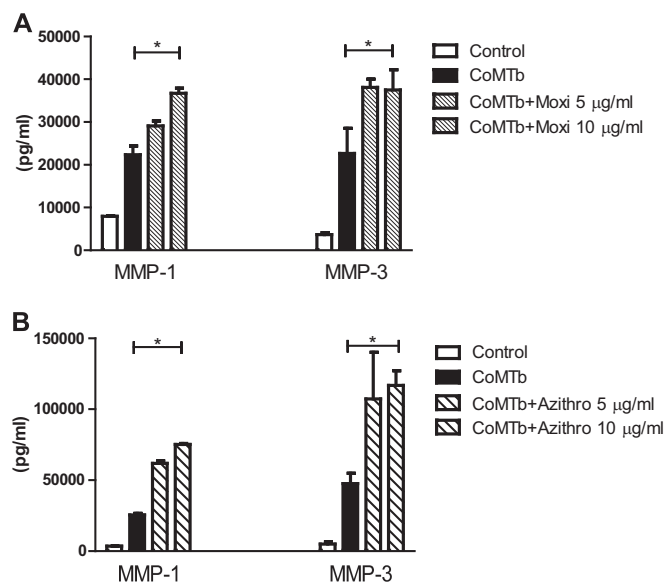 A
50000
40000
30000
20000
10000
0
(pg/ml)
*
*
MMP-1
MMP-3
Control
CoMTb
CoMTb+Moxi 5 μg/ml
CoMTb+Moxi 10 μg/ml
B
150000
100000
50000
0
(pg/ml)
*
*
MMP-1
MMP-3
Control
CoMTb
CoMTb+Azithro 5 μg/ml
CoMTb+Azithro 10 μg/ml